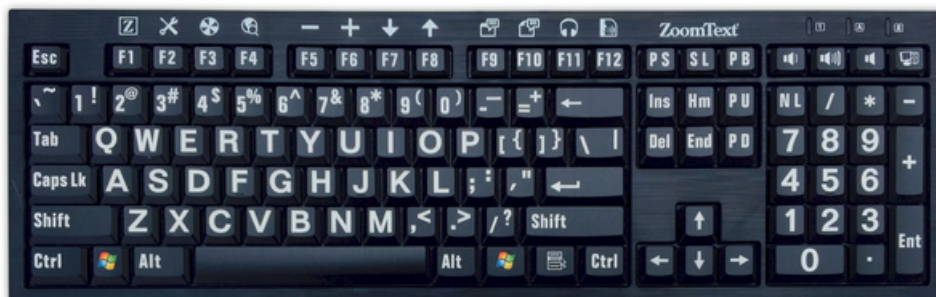 Z ZoomText 1 A
Esc F1 F2 F3 F4 F5 F6 F7 F8 F9 F10 F11 F12 PS SL PB
` ~ 1 ! 2 @ 3 # 4 $ 5 % 6 ^ 7 & 8 * 9 ( 0 ) - _ = + ← Ins Hm PU NL / * -
Tab Q W E R T Y U I O P [ { ] } \ | Del End PD 7 8 9 +
Caps Lk A S D F G H J K L ; : ' " 4 5 6
Shift Z X C V B N M , < . > / ? Shift ↑ 1 2 3 Ent
Ctrl Alt Alt Ctrl ← ↓ → 0 .